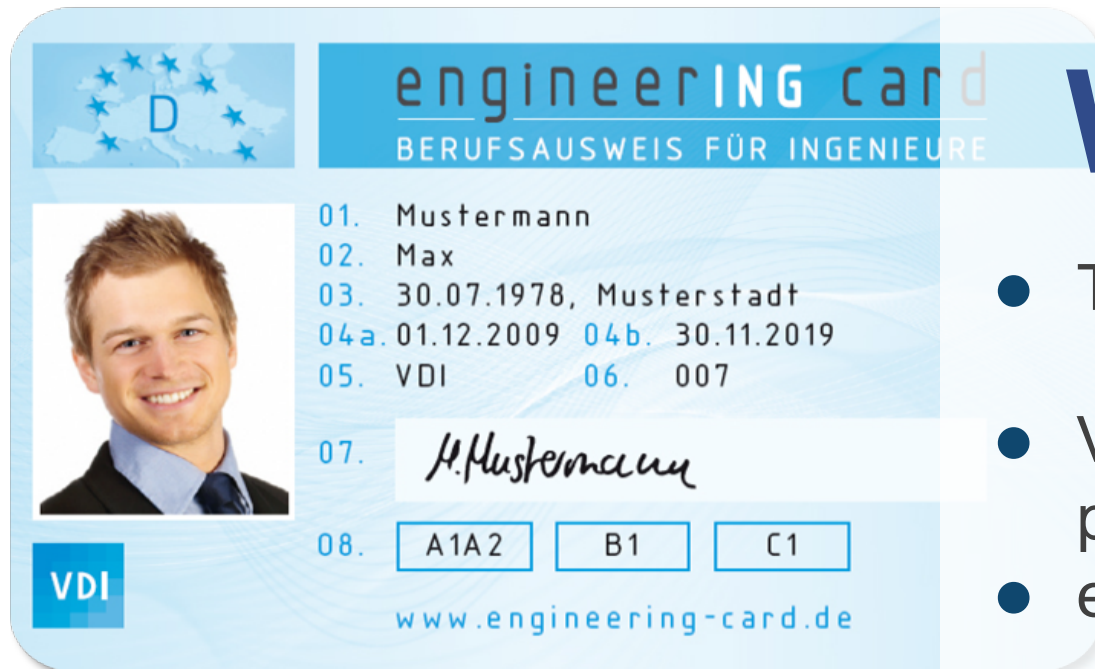 D
engineerING card
BERUFSAUSWEIS FÜR INGENIEURE
01. Mustermann
02. Max
03. 30.07.1978, Musterstadt
04a. 01.12.2009 04b. 30.11.2019
05. VDI 06. 007
07. M.Mustermann
08. A1A2 B1 C1
VDI
www.engineering-card.de